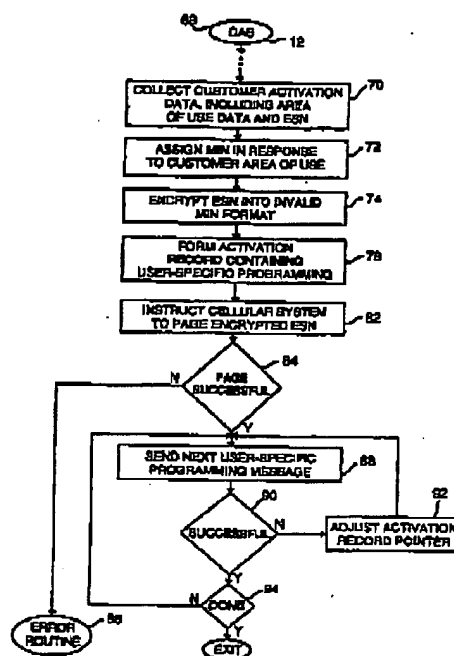 68
OAS
12
COLLECT CUSTOMER ACTIVATION
DATA, INCLUDING AREA
OF USE DATA AND ESN
70
ASSIGN MIN IN RESPONSE
TO CUSTOMER AREA OF USE
72
ENCRYPT ESN INTO INVALID
MIN FORMAT
74
FORM ACTIVATION
RECORD CONTAINING
USER-SPECIFIC PROGRAMMING
78
INSTRUCT CELLULAR SYSTEM
TO PAGE ENCRYPTED ESN
82
84
N
PAGE
SUCCESSFUL
Y
SEND NEXT USER-SPECIFIC
PROGRAMMING MESSAGE
88
90
SUCCESSFUL
N
92
ADJUST ACTIVATION
RECORD POINTER
Y
94
N
DONE
Y
ERROR
ROUTINE
86
EXIT